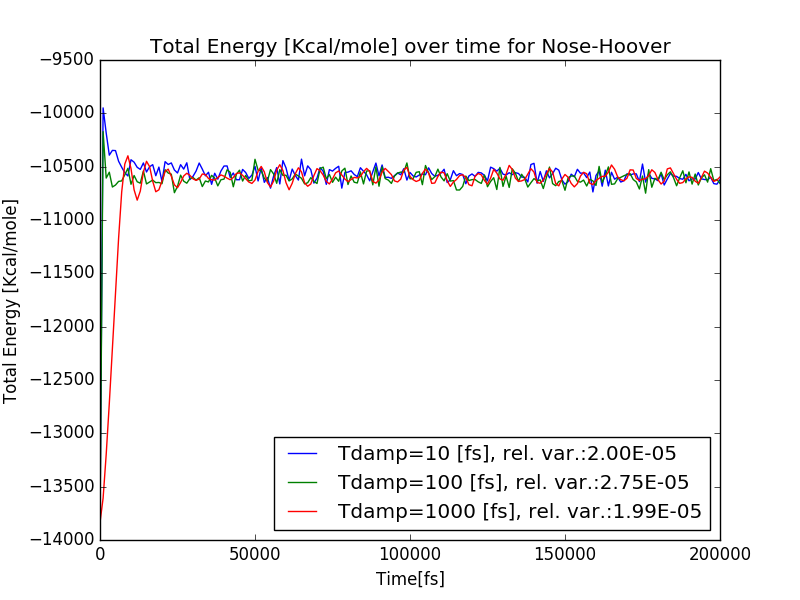 Total Energy [Kcal/mole] over time for Nose-Hoover
Total Energy [Kcal/mole]
−9500
−10000
−10500
−11000
−11500
−12000
−12500
−13000
−13500
−14000
Tdamp=10 [fs], rel. var.:2.00E-05
Tdamp=100 [fs], rel. var.:2.75E-05
Tdamp=1000 [fs], rel. var.:1.99E-05
0 50000 100000 150000 200000
Time[fs]